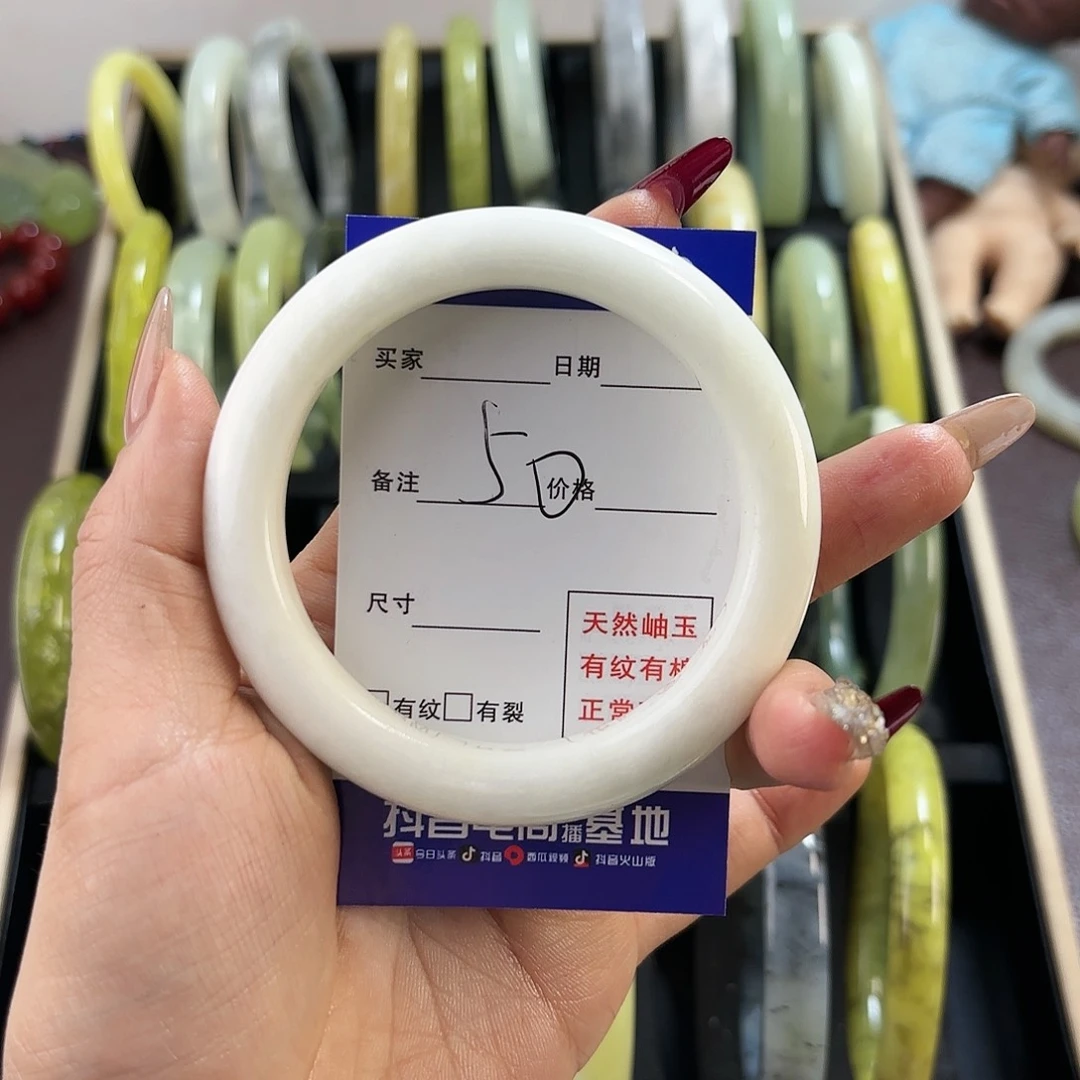 买家 日期
50
备注 价格
尺寸
天然岫玉
有纹有
正常
有纹 有裂
抖音电商直播基地
今日头条 抖音 西瓜视频 抖音火山版